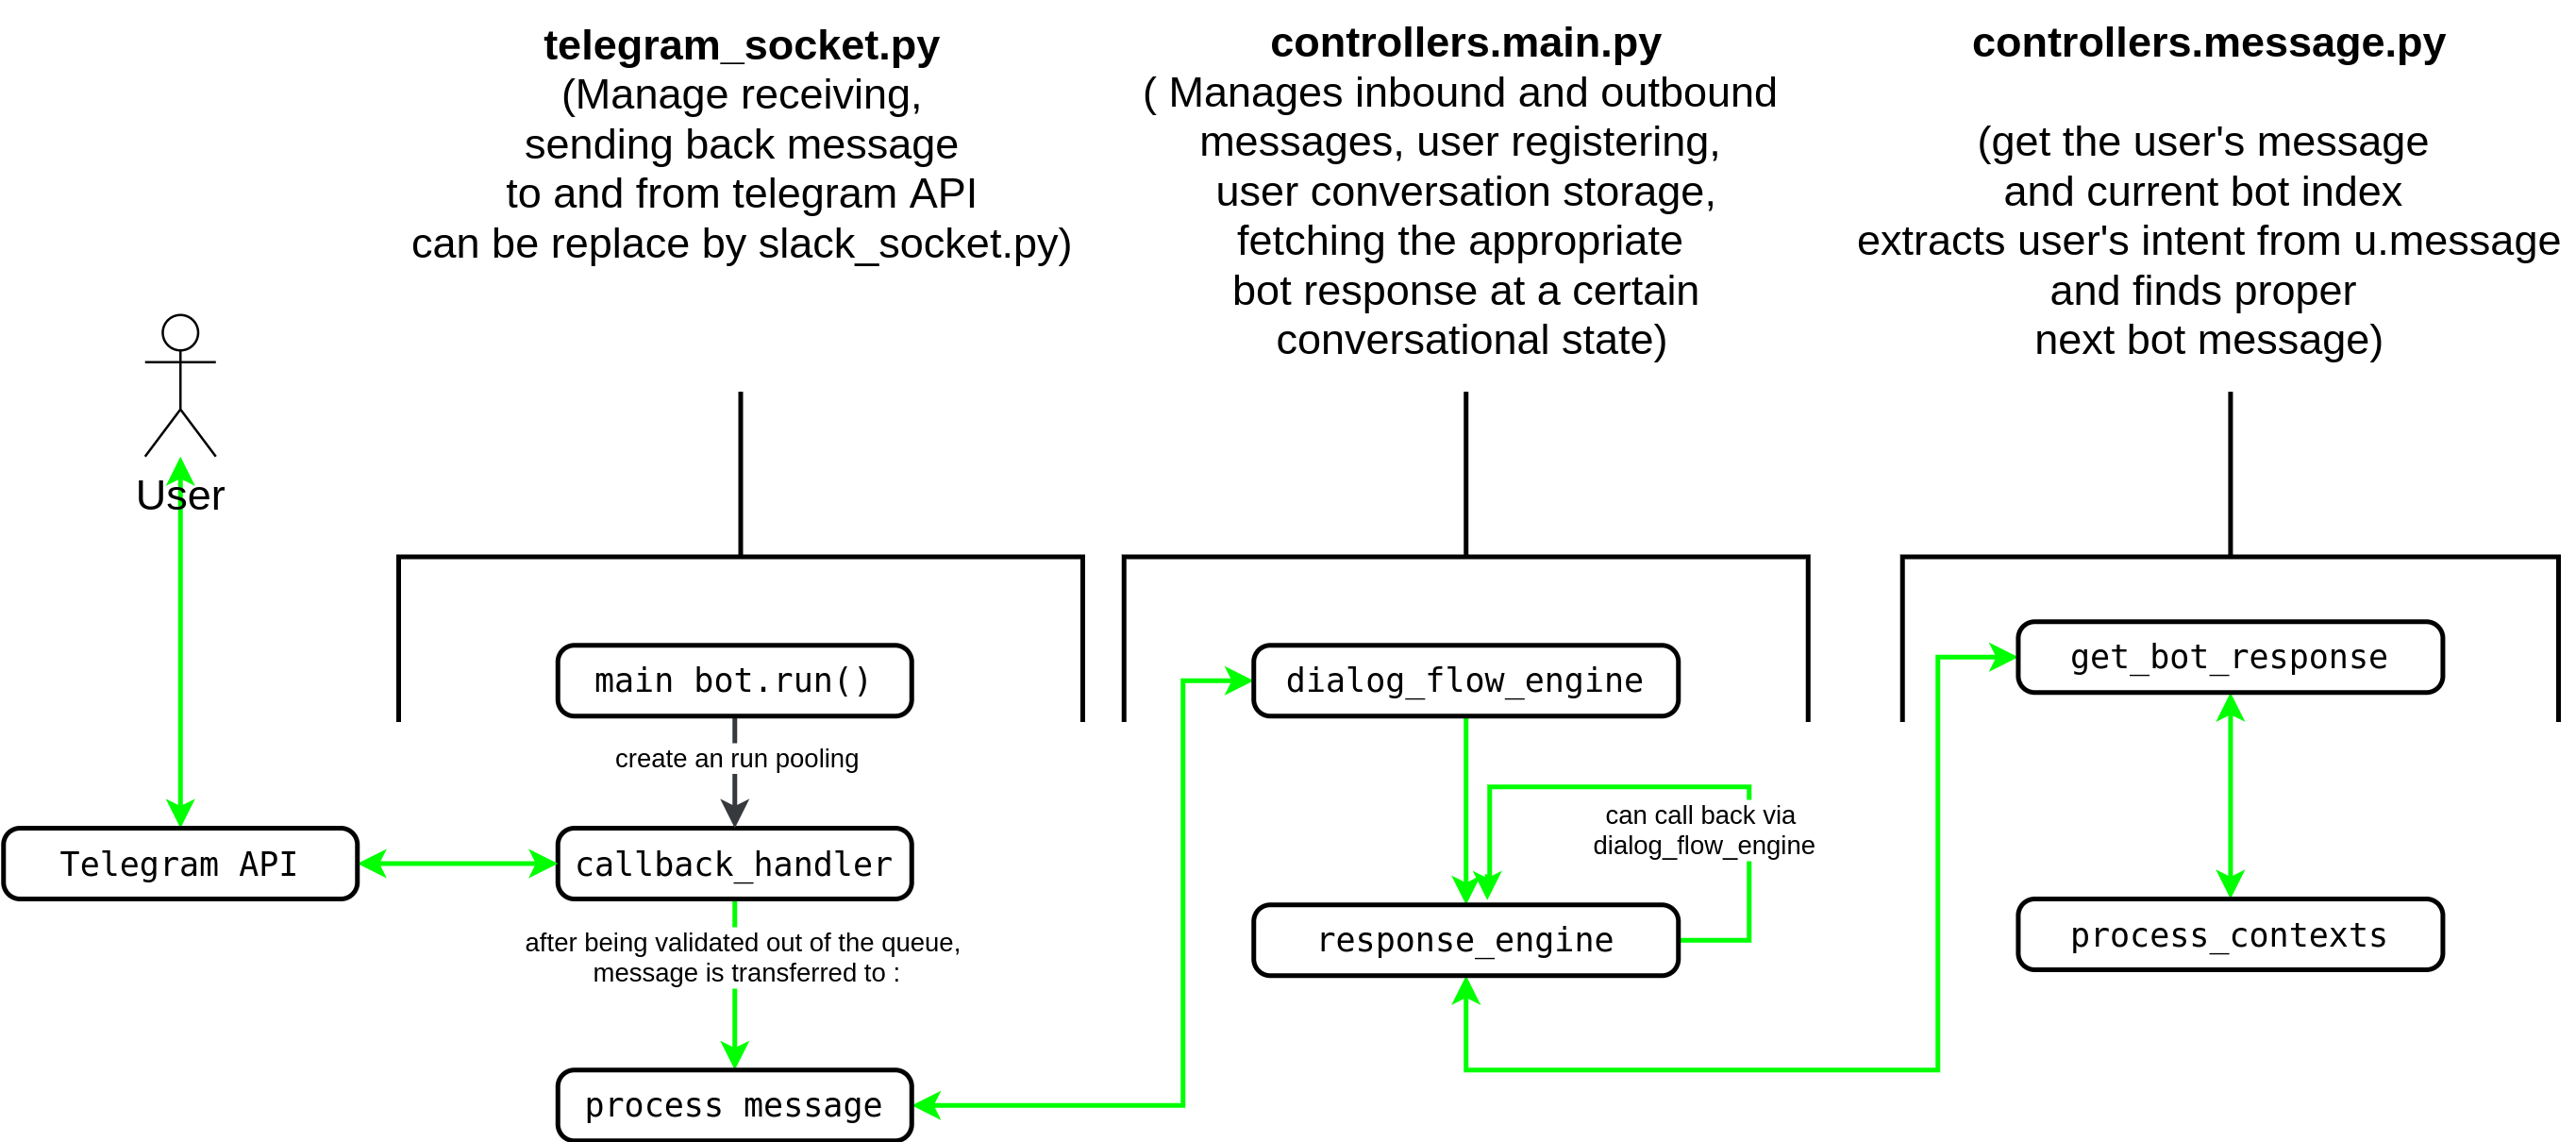 telegram_socket.py
(Manage receiving,
sending back message
to and from telegram API
can be replace by slack_socket.py)
controllers.main.py
( Manages inbound and outbound
messages, user registering,
user conversation storage,
fetching the appropriate
bot response at a certain
conversational state)
controllers.message.py
(get the user's message
and current bot index
extracts user's intent from u.message
and finds proper
next bot message)
User
Telegram API
main bot.run()
create an run pooling
callback_handler
after being validated out of the queue,
message is transferred to :
process message
dialog_flow_engine
can call back via
dialog_flow_engine
response_engine
get_bot_response
process_contexts